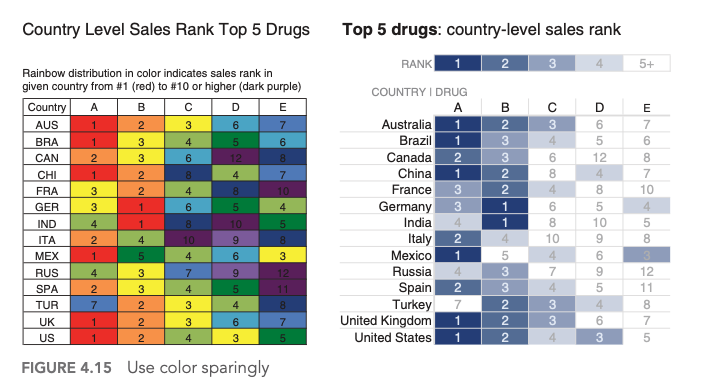 Country Level Sales Rank Top 5 Drugs
Rainbow distribution in color indicates sales rank in
given country from #1 (red) to #10 or higher (dark purple)
Country A B C D E
AUS 1 2 3 6 7
BRA 1 3 4 5 6
CAN 2 3 6 12 8
CHI 1 2 8 4 7
FRA 3 2 4 8 10
GER 3 1 6 5 4
IND 4 1 8 10 5
ITA 2 4 10 9 8
MEX 1 5 4 6 3
RUS 4 3 7 9 12
SPA 2 3 4 5 11
TUR 7 2 3 4 8
UK 1 2 3 6 7
US 1 2 4 3 5
FIGURE 4.15 Use color sparingly
Top 5 drugs: country-level sales rank
RANK 1 2 3 4 5+
COUNTRY | DRUG
A B C D E
Australia 1 2 3 6 7
Brazil 1 3 4 5 6
Canada 2 3 6 12 8
China 1 2 8 4 7
France 3 2 4 8 10
Germany 3 1 6 5 4
India 4 1 8 10 5
Italy 2 4 10 9 8
Mexico 1 5 4 6 3
Russia 4 3 7 9 12
Spain 2 3 4 5 11
Turkey 7 2 3 4 8
United Kingdom 1 2 3 6 7
United States 1 2 4 3 5